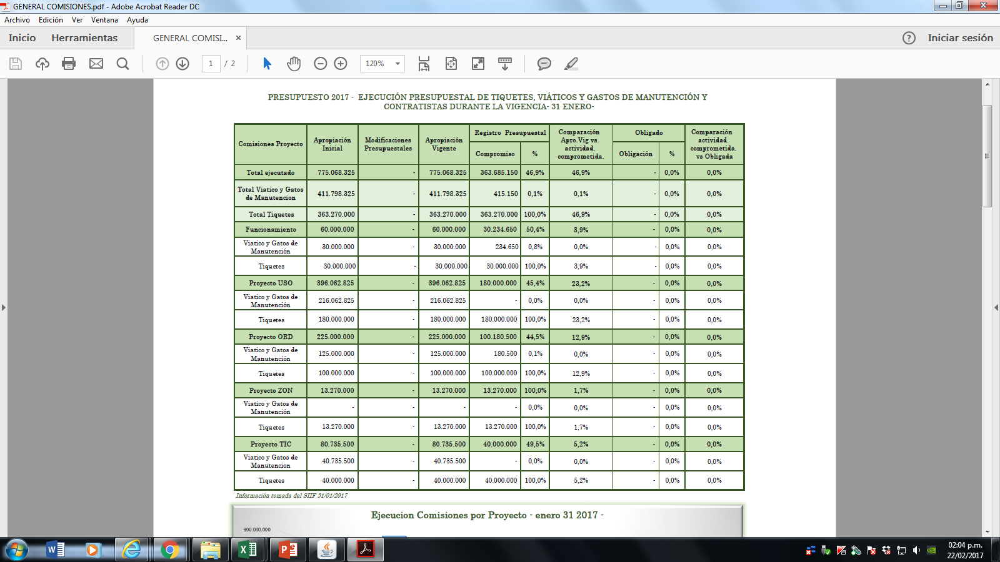 GENERAL COMISIONES.pdf - Adobe Acrobat Reader DC
Archivo Edición Ver Ventana Ayuda
Inicio Herramientas GENERAL COMISI... × ? Iniciar sesión
1 / 2 120%
PRESUPUESTO 2017 - EJECUCIÓN PRESUPUESTAL DE TIQUETES, VIÁTICOS Y GASTOS DE MANUTENCIÓN Y
CONTRATISTAS DURANTE LA VIGENCIA- 31 ENERO-
Comisiones Proyecto
Apropiación
Inicial
Modificaciones
Presupuestales
Apropiación
Vigente
Registro Presupuestal
Compromiso %
Comparación
Apro.Vig vs.
actividad.
comprometida.
Obligado
Obligación %
Comparación
actividad.
comprometida.
vs Obligada
Total ejecutado 775.068.325 - 775.068.325 363.685.150 46,9% 46,9% - 0,0% 0,0%
Total Viatico y Gatos
de Manutencion 411.798.325 - 411.798.325 415.150 0,1% 0,1% - 0,0% 0,0%
Total Tiquetes 363.270.000 - 363.270.000 363.270.000 100,0% 46,9% - 0,0% 0,0%
Funcionamiento 60.000.000 - 60.000.000 30.234.650 50,4% 3,9% - 0,0% 0,0%
Viatico y Gatos de
Manutención 30.000.000 - 30.000.000 234.650 0,8% 0,0% - 0,0% 0,0%
Tiquetes 30.000.000 - 30.000.000 30.000.000 100,0% 3,9% - 0,0% 0,0%
Proyecto USO 396.062.825 - 396.062.825 180.000.000 45,4% 23,2% - 0,0% 0,0%
Viatico y Gatos de
Manutención 216.062.825 - 216.062.825 - 0,0% 0,0% - 0,0% 0,0%
Tiquetes 180.000.000 - 180.000.000 180.000.000 100,0% 23,2% - 0,0% 0,0%
Proyecto ORD 225.000.000 - 225.000.000 100.180.500 44,5% 12,9% - 0,0% 0,0%
Viatico y Gatos de
Manutención 125.000.000 - 125.000.000 180.500 0,1% 0,0% - 0,0% 0,0%
Tiquetes 100.000.000 - 100.000.000 100.000.000 100,0% 12,9% - 0,0% 0,0%
Proyecto ZON 13.270.000 - 13.270.000 13.270.000 100,0% 1,7% - 0,0% 0,0%
Viatico y Gatos de
Manutención - - - - 0,0% 0,0% - 0,0% 0,0%
Tiquetes 13.270.000 - 13.270.000 13.270.000 100,0% 1,7% - 0,0% 0,0%
Proyecto TIC 80.735.500 - 80.735.500 40.000.000 49,5% 5,2% - 0,0% 0,0%
Viatico y Gatos de
Manutencion 40.735.500 - 40.735.500 - 0,0% 0,0% - 0,0% 0,0%
Tiquetes 40.000.000 - 40.000.000 40.000.000 100,0% 5,2% - 0,0% 0,0%
Información tomada del SIIF 31/01/2017
Ejecucion Comisiones por Proyecto - enero 31 2017 -
400.000.000
02:04 p.m.
22/02/2017